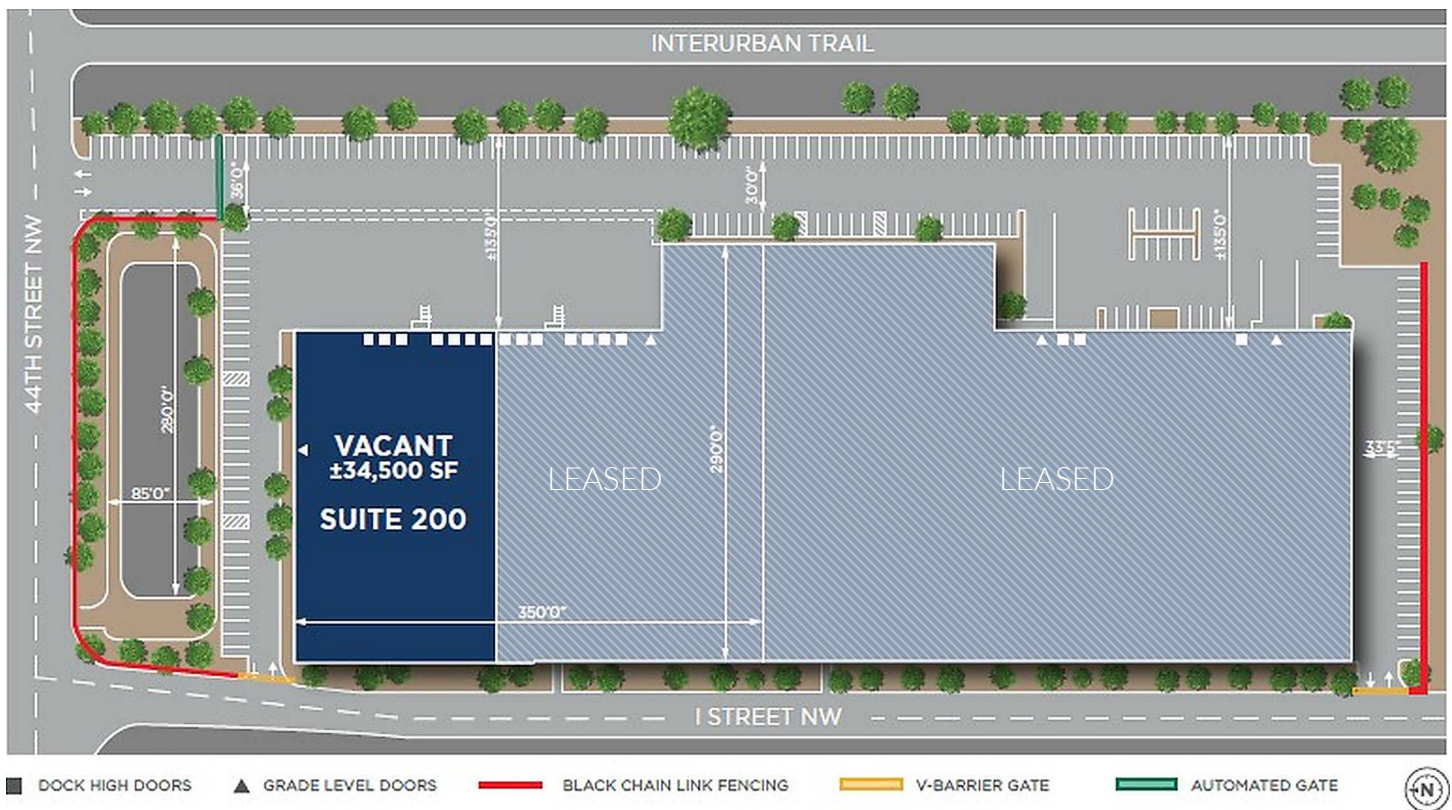 INTERURBAN TRAIL
44TH STREET NW
36'0"
±135'0"
30'0"
±135'0"
280'0"
85'0"
VACANT
±34,500 SF
SUITE 200
LEASED
290'0"
LEASED
33'5"
350'0"
I STREET NW
DOCK HIGH DOORS
GRADE LEVEL DOORS
BLACK CHAIN LINK FENCING
V-BARRIER GATE
AUTOMATED GATE
N